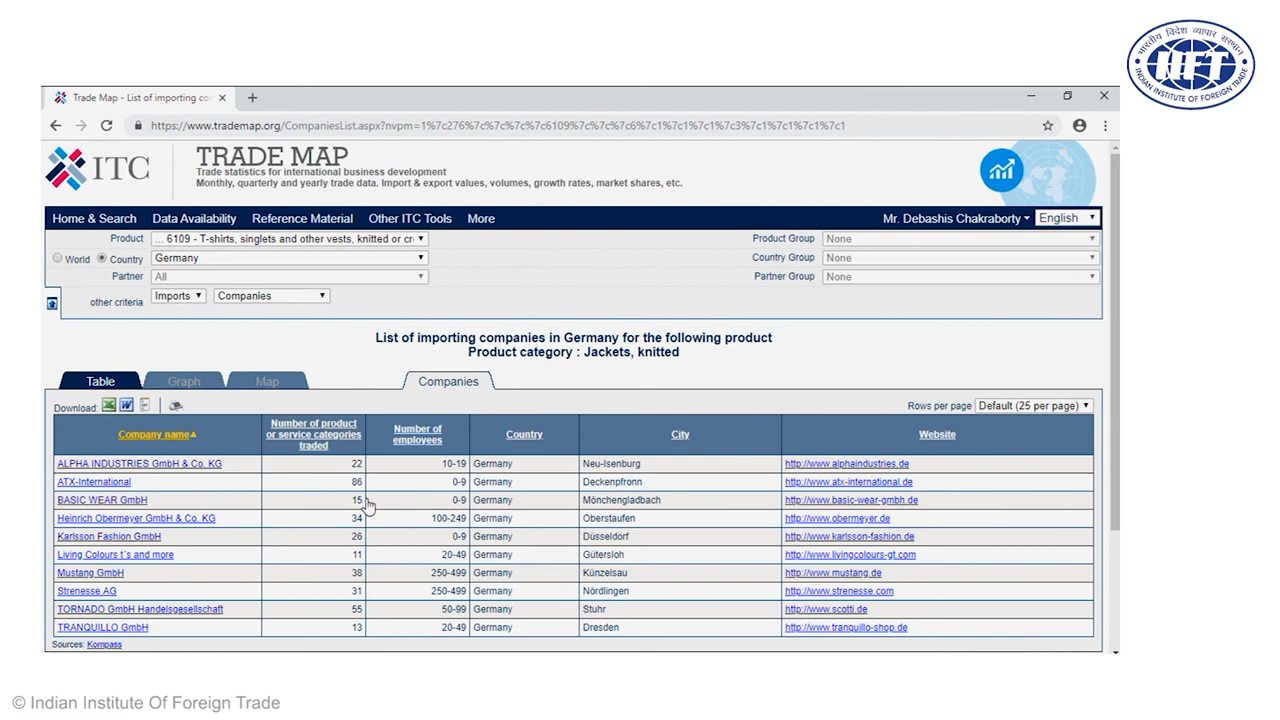 भारतीय विदेश व्यापार संस्थान
IIFT
INDIAN INSTITUTE OF FOREIGN TRADE
Trade Map - List of importing co
https://www.trademap.org/CompaniesList.aspx?nvpm=1%7c276%7c%7c%7c%7c6109%7c%7c%7c6%7c1%7c1%7c1%7c3%7c1%7c1%7c1%7c1%7c1
ITC
TRADE MAP
Trade statistics for international business development
Monthly, quarterly and yearly trade data. Import & export values, volumes, growth rates, market shares, etc.
Home & Search Data Availability Reference Material Other ITC Tools More Mr. Debashis Chakraborty English
Product ... 6109 - T-shirts, singlets and other vests, knitted or cr Product Group None
World Country Germany Country Group None
Partner All Partner Group None
other criteria Imports Companies
List of importing companies in Germany for the following product
Product category : Jackets, knitted
Table Graph Map Companies
Download: Rows per page Default (25 per page)
Company name Number of product or service categories traded Number of employees Country City Website
ALPHA INDUSTRIES GmbH & Co. KG 22 10-19 Germany Neu-Isenburg http://www.alphaindustries.de
ATX-International 86 0-9 Germany Deckenpfronn http://www.atx-international.de
BASIC WEAR GmbH 15 0-9 Germany Mönchengladbach http://www.basic-wear-gmbh.de
Heinrich Obermeyer GmbH & Co. KG 34 100-249 Germany Oberstaufen http://www.obermeyer.de
Karlsson Fashion GmbH 26 0-9 Germany Düsseldorf http://www.karlsson-fashion.de
Living Colours t´s and more 11 20-49 Germany Gütersloh http://www.livingcolours-gt.com
Mustang GmbH 38 250-499 Germany Künzelsau http://www.mustang.de
Strenesse AG 31 250-499 Germany Nördlingen http://www.strenesse.com
TORNADO GmbH Handelsgesellschaft 55 50-99 Germany Stuhr http://www.scotti.de
TRANQUILLO GmbH 13 20-49 Germany Dresden http://www.tranquillo-shop.de
Sources: Kompass
© Indian Institute Of Foreign Trade